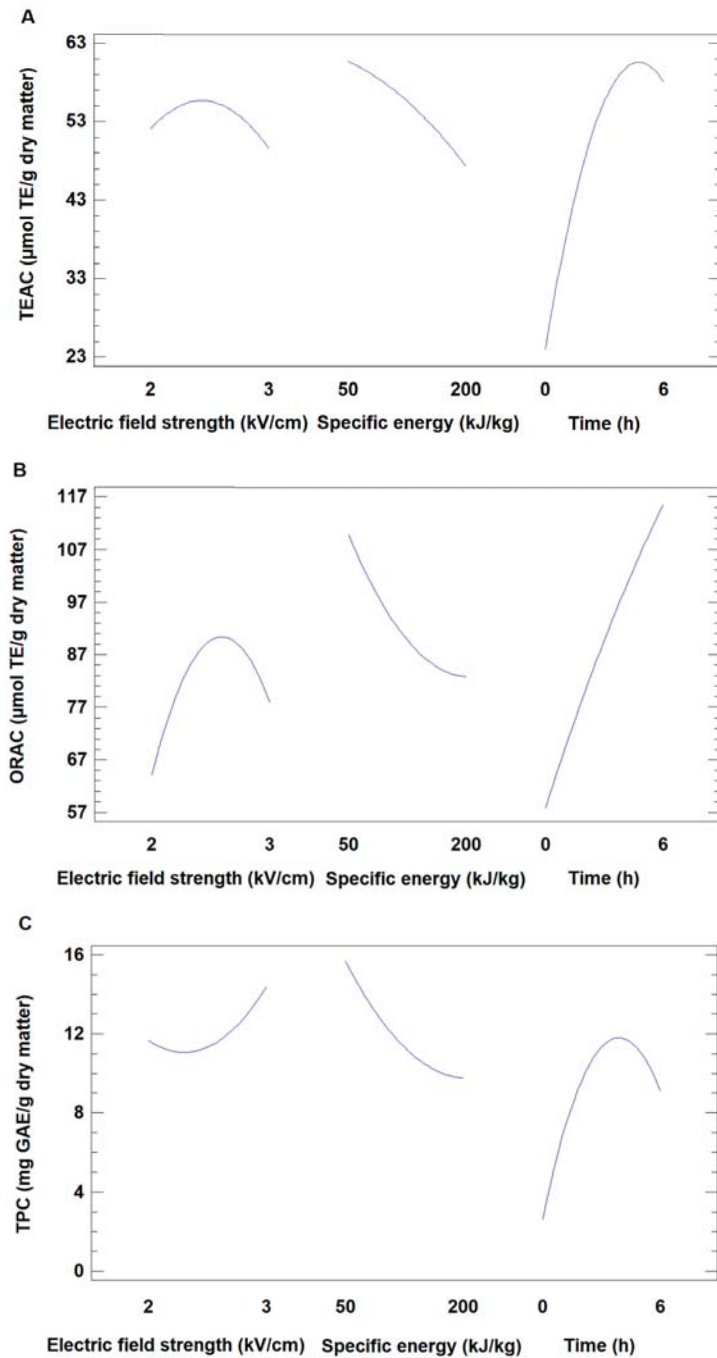 A
TEAC (μmol TE/g dry matter)
63
53
43
33
23
2 3 50 200 0 6
Electric field strength (kV/cm) Specific energy (kJ/kg) Time (h)
B
ORAC (μmol TE/g dry matter)
117
107
97
87
77
67
57
2 3 50 200 0 6
Electric field strength (kV/cm) Specific energy (kJ/kg) Time (h)
C
TPC (mg GAE/g dry matter)
16
12
8
4
0
2 3 50 200 0 6
Electric field strength (kV/cm) Specific energy (kJ/kg) Time (h)